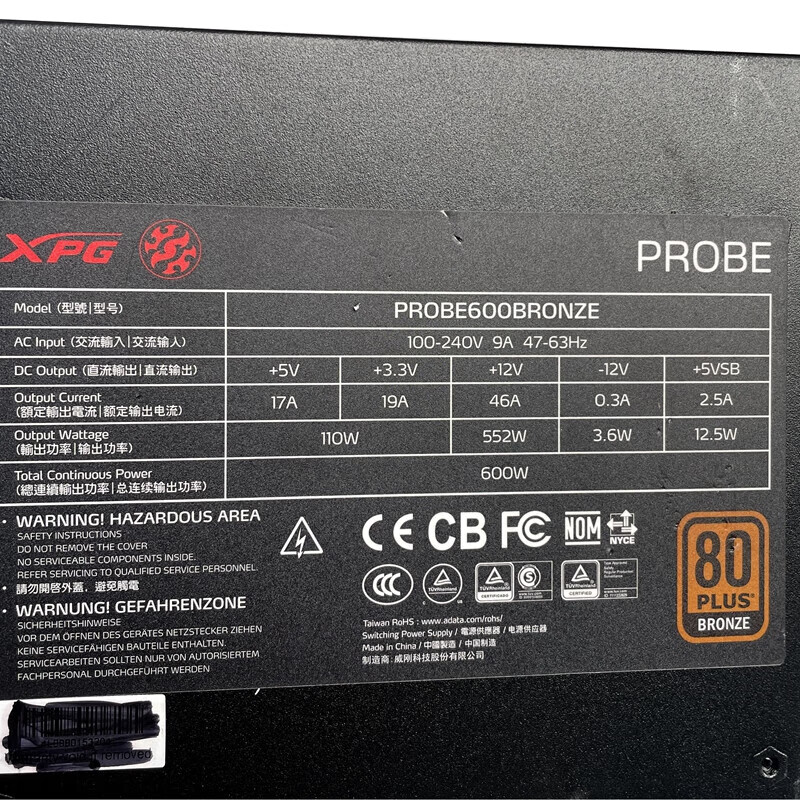 XPG
PROBE
Model (型號|型号) PROBE600BRONZE
AC Input (交流輸入|交流输入) 100-240V 9A 47-63Hz
DC Output (直流輸出|直流输出) +5V +3.3V +12V -12V +5VSB
Output Current
(額定輸出電流|额定输出电流) 17A 19A 46A 0.3A 2.5A
Output Wattage
(輸出功率|输出功率) 110W 552W 3.6W 12.5W
Total Continuous Power
(總連續輸出功率|总连续输出功率) 600W
· WARNING! HAZARDOUS AREA
SAFETY INSTRUCTIONS
DO NOT REMOVE THE COVER
NO SERVICEABLE COMPONENTS INSIDE.
REFER SERVICING TO QUALIFIED SERVICE PERSONNEL.
· 請勿開啓外蓋，避免觸電
· WARNUNG! GEFAHRENZONE
SICHERHEITSHINWEISE
VOR DEM ÖFFNEN DES GERÄTES NETZSTECKER ZIEHEN
KEINE SERVICEFÄHIGEN BAUTEILE ENTHALTEN.
SERVICEARBEITEN SOLLTEN NUR VON AUTORISIERTEM
FACHPERSONAL DURCHGEFÜHRT WERDEN
CE CB FC NOM
NYCE
CCC
TÜVRheinland
CERTIFICADO
TÜVRheinland
CERTIFIED
Taiwan RoHS : www.adata.com/rohs/
Switching Power Supply / 電源供應器 / 电源供应器
Made in China / 中國製造 / 中国制造
制造商: 威刚科技股份有限公司
80
PLUS®
BRONZE
removed